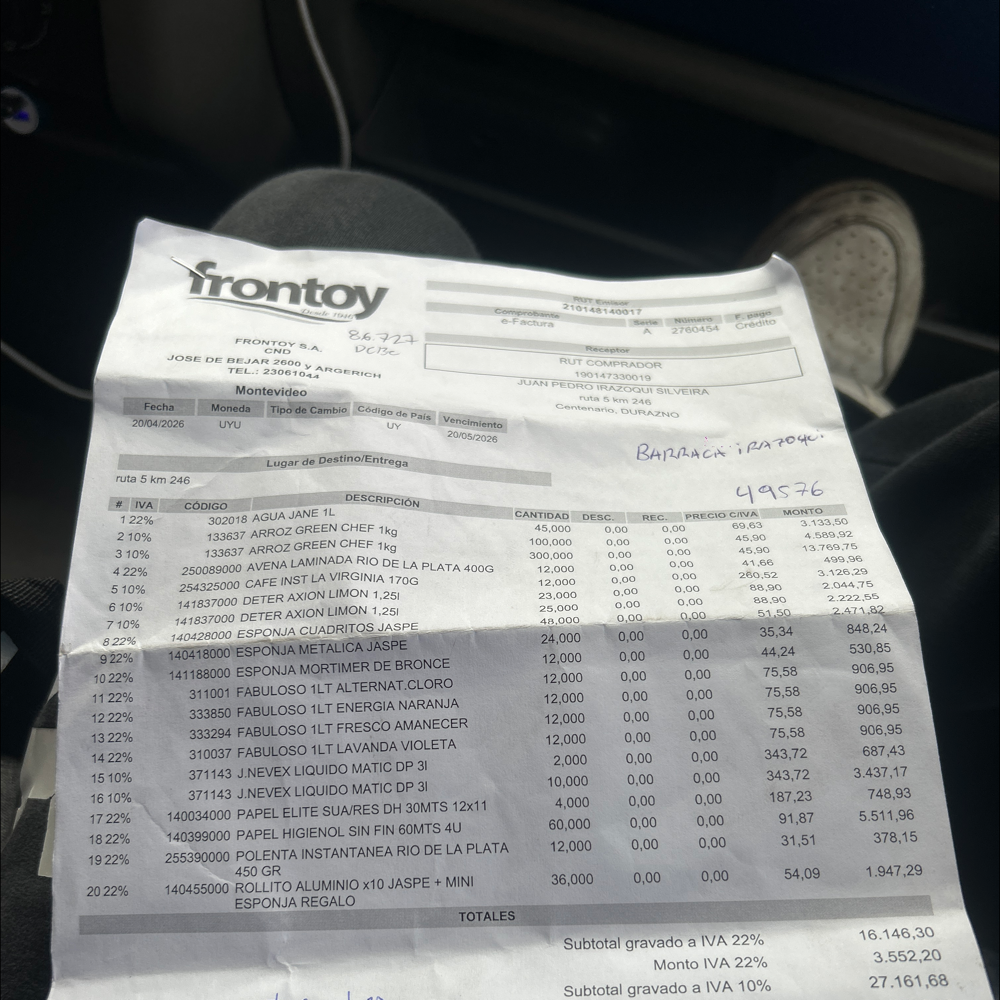 frontoy
Desde 1940
FRONTOY S.A.
CND
JOSE DE BEJAR 2600 y ARGERICH
TEL.: 23061044
Montevideo
86.727
RUT Emisor
210148140017
Comprobante Serie Número F. pago
e-Factura A 2760454 Crédito
Receptor
RUT COMPRADOR
190147330019
JUAN PEDRO IRAZOQUI SILVEIRA
ruta 5 km 246
Centenario, DURAZNO
Fecha Moneda Tipo de Cambio Código de País Vencimiento
20/04/2026 UYU UY 20/05/2026
BARRACA IRAZOQUI
Lugar de Destino/Entrega
ruta 5 km 246
49576
# IVA CÓDIGO DESCRIPCIÓN CANTIDAD DESC. REC. PRECIO C/IVA MONTO
1 22% 302018 AGUA JANE 1L 45,000 0,00 0,00 69,63 3.133,50
2 10% 133637 ARROZ GREEN CHEF 1kg 100,000 0,00 0,00 45,90 4.589,92
3 10% 133637 ARROZ GREEN CHEF 1kg 300,000 0,00 0,00 45,90 13.769,75
4 22% 250089000 AVENA LAMINADA RIO DE LA PLATA 400G 12,000 0,00 0,00 41,66 499,96
5 10% 254325000 CAFE INST LA VIRGINIA 170G 12,000 0,00 0,00 260,52 3.126,29
6 10% 141837000 DETER AXION LIMON 1,25l 23,000 0,00 0,00 88,90 2.044,75
7 10% 141837000 DETER AXION LIMON 1,25l 25,000 0,00 0,00 88,90 2.222,55
8 22% 140428000 ESPONJA CUADRITOS JASPE 48,000 0,00 0,00 51,50 2.471,82
9 22% 140418000 ESPONJA METALICA JASPE 24,000 0,00 0,00 35,34 848,24
10 22% 141188000 ESPONJA MORTIMER DE BRONCE 12,000 0,00 0,00 44,24 530,85
11 22% 311001 FABULOSO 1LT ALTERNAT.CLORO 12,000 0,00 0,00 75,58 906,95
12 22% 333850 FABULOSO 1LT ENERGIA NARANJA 12,000 0,00 0,00 75,58 906,95
13 22% 333294 FABULOSO 1LT FRESCO AMANECER 12,000 0,00 0,00 75,58 906,95
14 22% 310037 FABULOSO 1LT LAVANDA VIOLETA 12,000 0,00 0,00 75,58 906,95
15 10% 371143 J.NEVEX LIQUIDO MATIC DP 3l 2,000 0,00 0,00 343,72 687,43
16 10% 371143 J.NEVEX LIQUIDO MATIC DP 3l 10,000 0,00 0,00 343,72 3.437,17
17 22% 140034000 PAPEL ELITE SUA/RES DH 30MTS 12x11 4,000 0,00 0,00 187,23 748,93
18 22% 140399000 PAPEL HIGIENOL SIN FIN 60MTS 4U 60,000 0,00 0,00 91,87 5.511,96
19 22% 255390000 POLENTA INSTANTANEA RIO DE LA PLATA 12,000 0,00 0,00 31,51 378,15
450 GR
20 22% 140455000 ROLLITO ALUMINIO x10 JASPE + MINI 36,000 0,00 0,00 54,09 1.947,29
ESPONJA REGALO
TOTALES
Subtotal gravado a IVA 22% 16.146,30
Monto IVA 22% 3.552,20
Subtotal gravado a IVA 10% 27.161,68